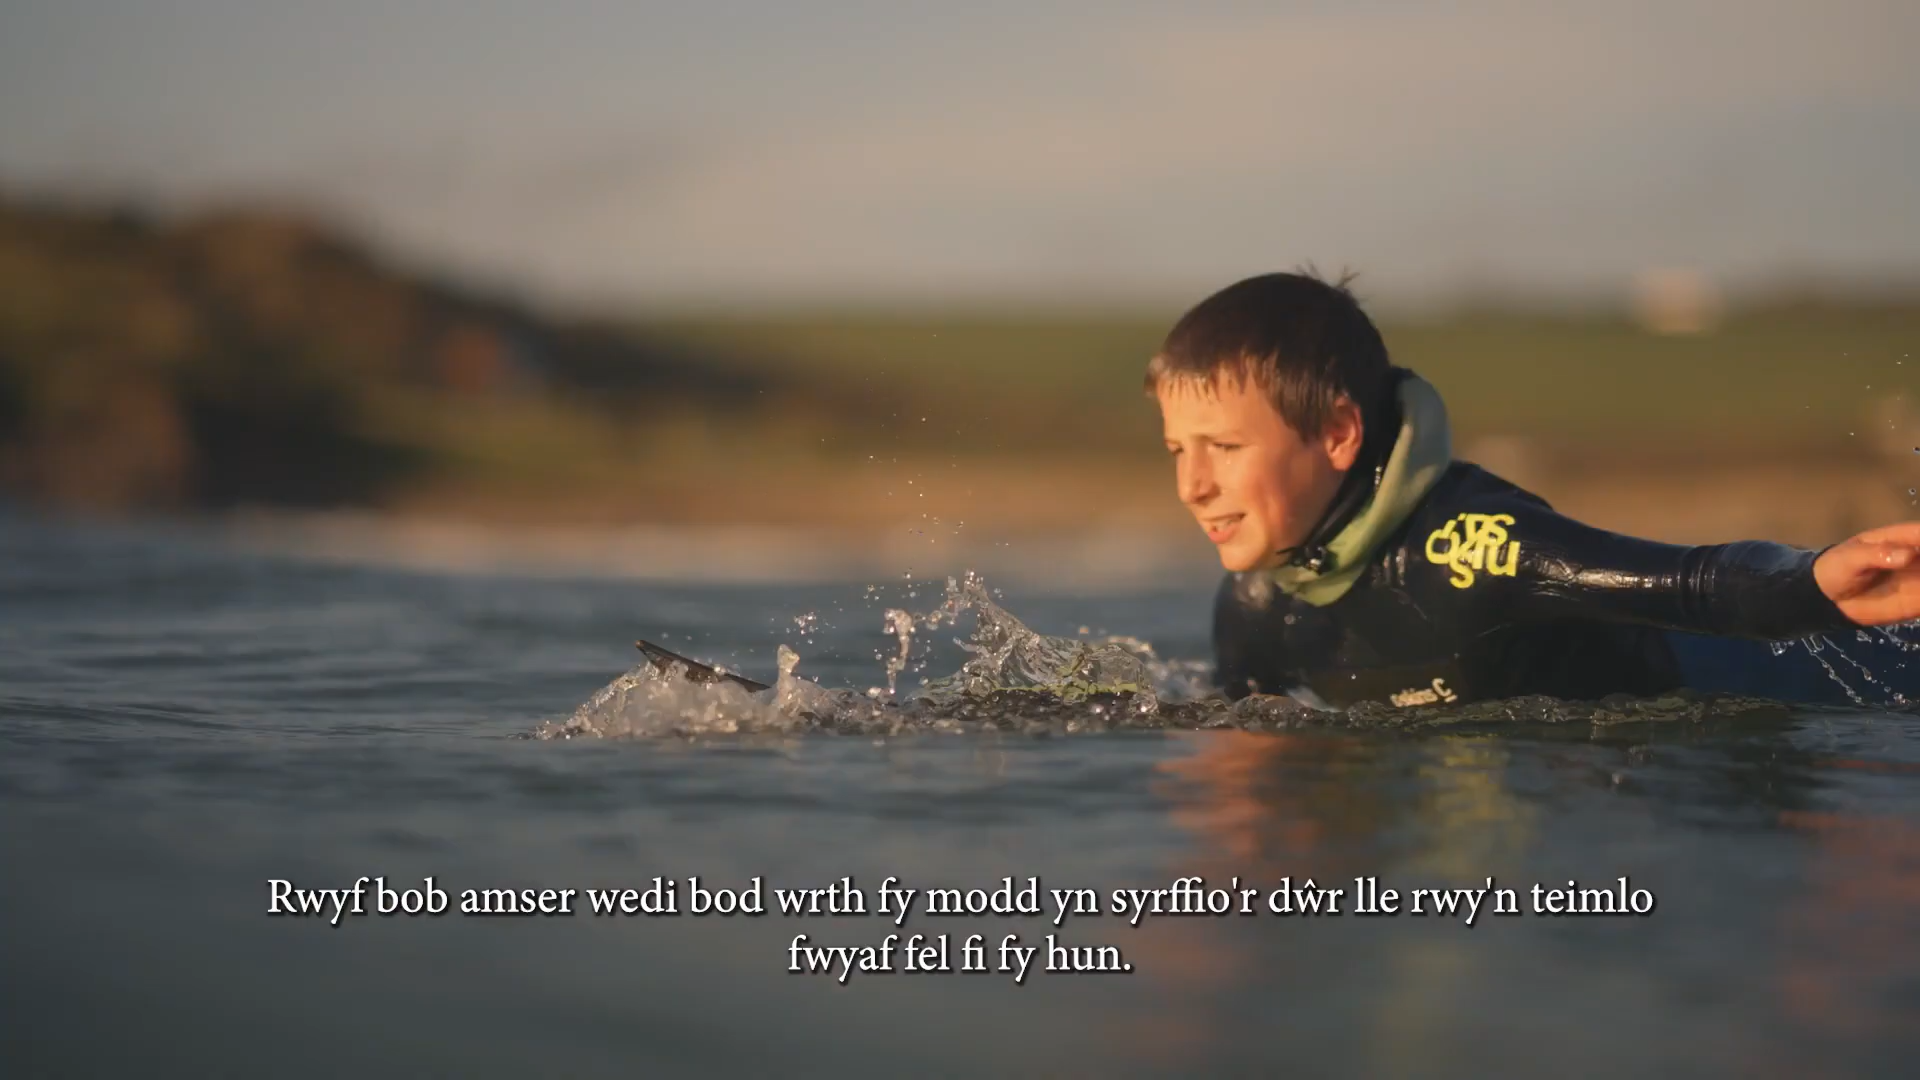 Rwyf bob amser wedi bod wrth fy modd yn syrffio'r dŵr lle rwy'n teimlo
fwyaf fel fi fy hun.